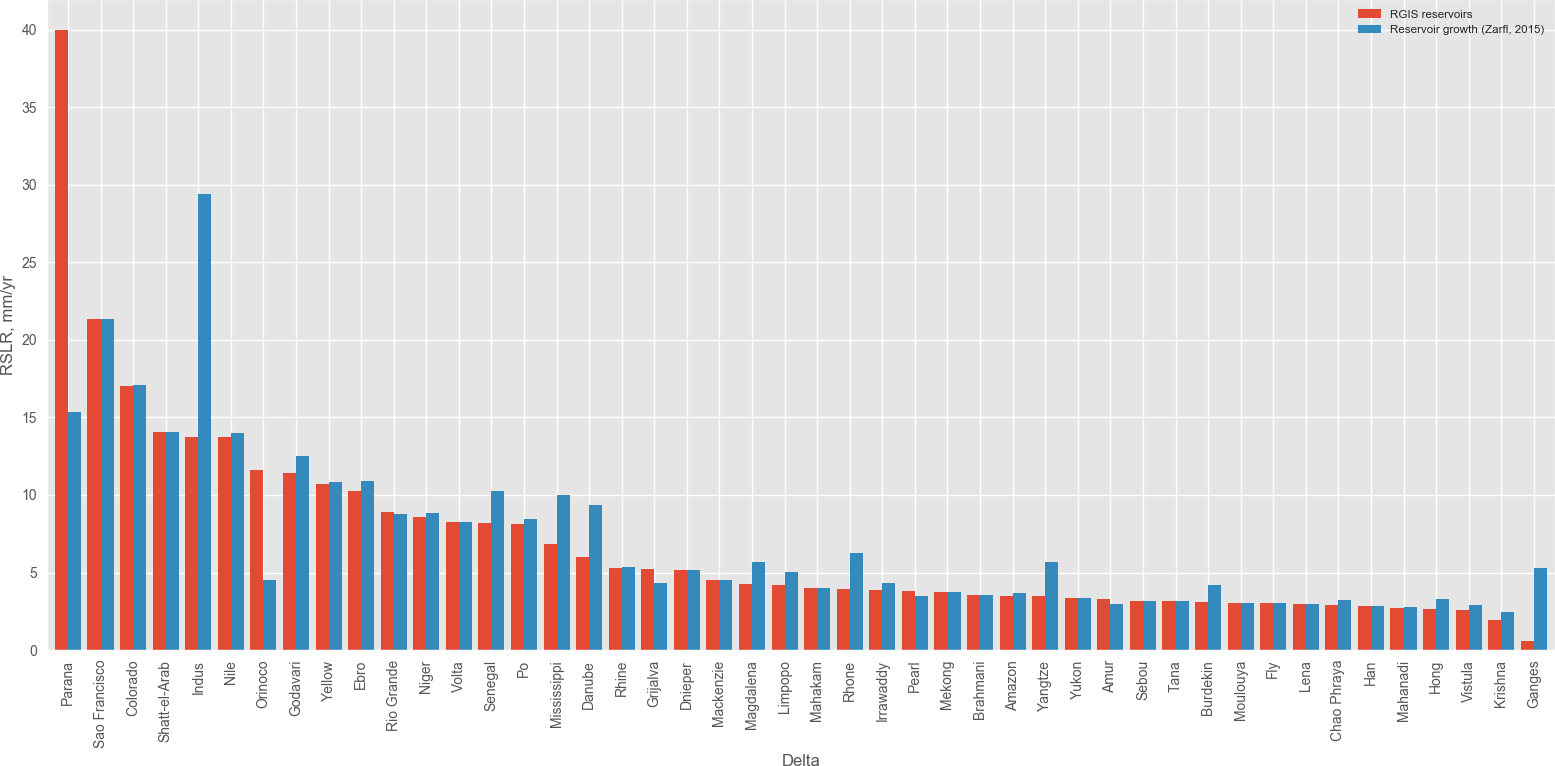 RGIS reservoirs
Reservoir growth (Zarfl, 2015)
RSLR, mm/yr
40
35
30
25
20
15
10
5
0
Parana
Sao Francisco
Colorado
Shatt-el-Arab
Indus
Nile
Orinoco
Godavari
Yellow
Ebro
Rio Grande
Niger
Volta
Senegal
Po
Mississippi
Danube
Rhine
Grijalva
Dnieper
Mackenzie
Magdalena
Limpopo
Mahakam
Rhone
Irrawaddy
Pearl
Mekong
Brahmani
Amazon
Yangtze
Yukon
Amur
Sebou
Tana
Burdekin
Moulouya
Fly
Lena
Chao Phraya
Han
Mahanadi
Hong
Vistula
Krishna
Ganges
Delta